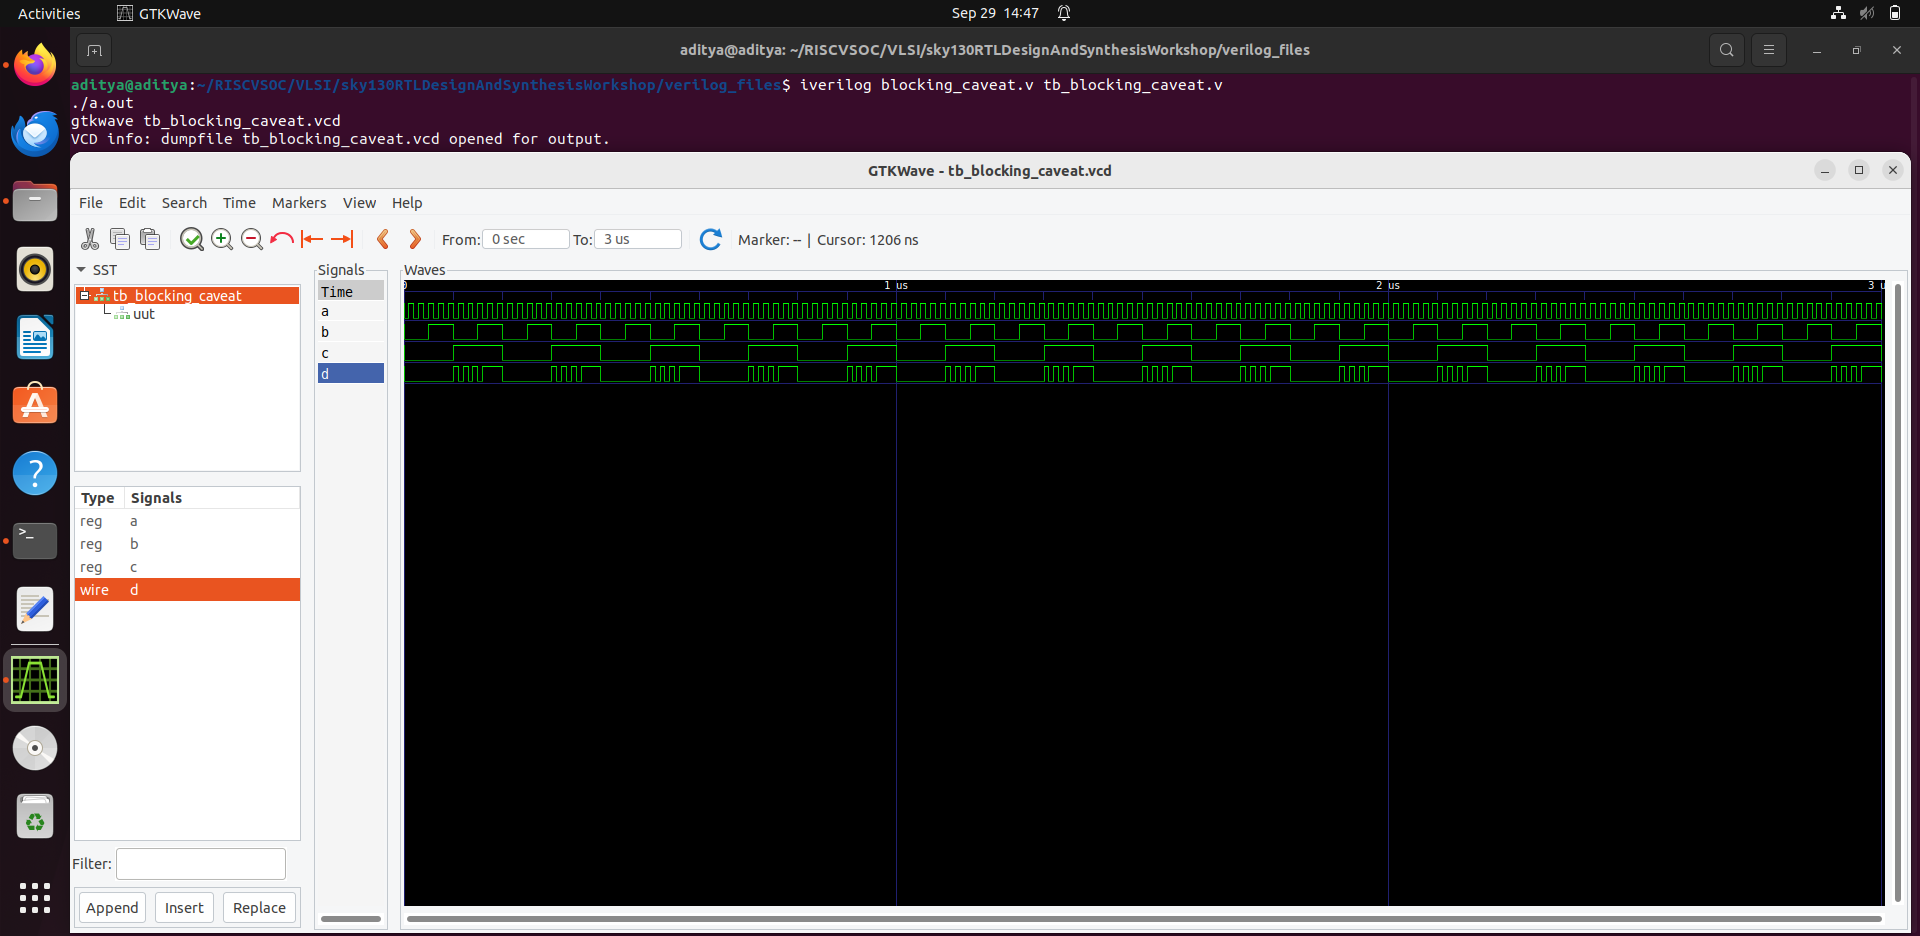 Activities GTKWave Sep 29 14:47
aditya@aditya: ~/RISCVSOC/VLSI/sky130RTLDesignAndSynthesisWorkshop/verilog_files
aditya@aditya:~/RISCVSOC/VLSI/sky130RTLDesignAndSynthesisWorkshop/verilog_files$ iverilog blocking_caveat.v tb_blocking_caveat.v
./a.out
gtkwave tb_blocking_caveat.vcd
VCD info: dumpfile tb_blocking_caveat.vcd opened for output.
GTKWave - tb_blocking_caveat.vcd
File Edit Search Time Markers View Help
From: 0 sec To: 3 us Marker: -- | Cursor: 1206 ns
SST
tb_blocking_caveat
uut
Type Signals
reg a
reg b
reg c
wire d
Filter:
Append Insert Replace
Signals
Time
a
b
c
d
Waves
0 1 us 2 us 3 u